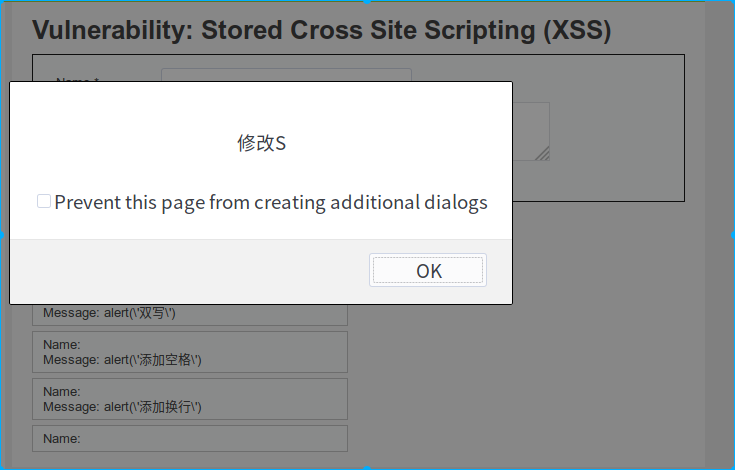 Vulnerability: Stored Cross Site Scripting (XSS)
修改S
Prevent this page from creating additional dialogs
OK
Message: alert(\'双写\')
Name:
Message: alert(\'添加空格\')
Name:
Message: alert(\'添加换行\')
Name: